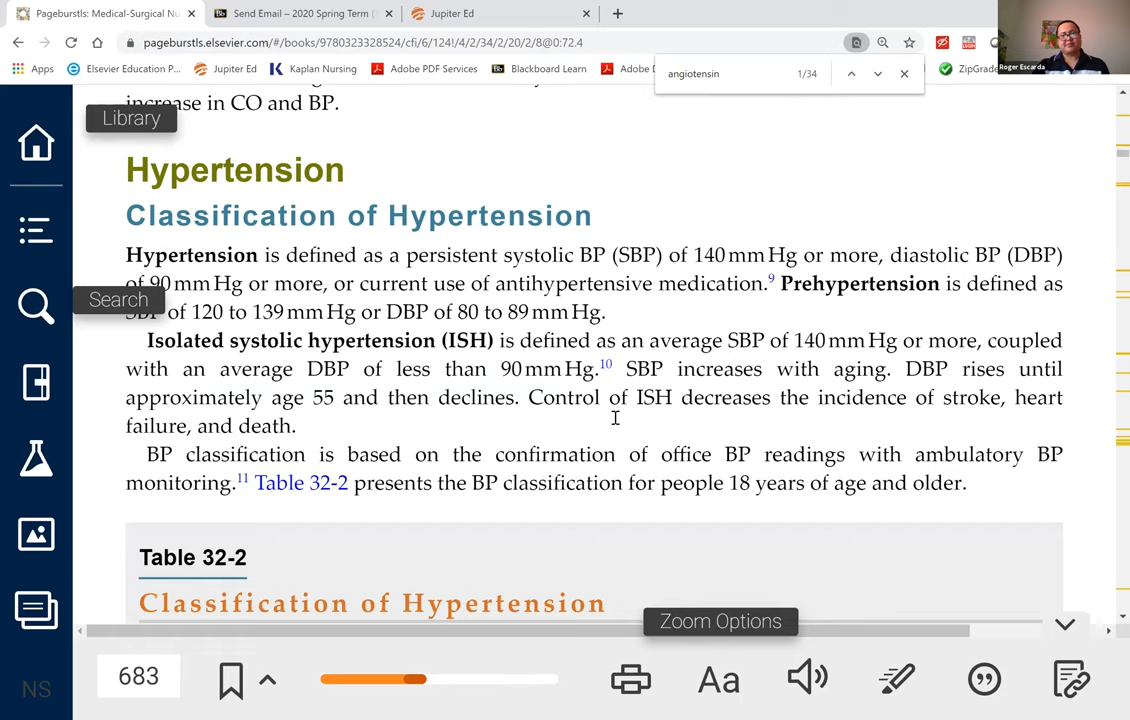 Pageburstls: Medical-Surgical Nu
Send Email – 2020 Spring Term (
Jupiter Ed
pageburstls.elsevier.com/#/books/9780323328524/cfi/6/124!/4/2/34/2/20/2/8@0:72.4
Roger Escarda
Apps
Elsevier Education P...
Jupiter Ed
Kaplan Nursing
Adobe PDF Services
Blackboard Learn
Adobe D
ZipGrade
angiotensin 1/34
increase in CO and BP.
Library
Hypertension
Classification of Hypertension
Hypertension is defined as a persistent systolic BP (SBP) of 140 mm Hg or more, diastolic BP (DBP)
of 90 mm Hg or more, or current use of antihypertensive medication.9 Prehypertension is defined as
Search
SBP of 120 to 139 mm Hg or DBP of 80 to 89 mm Hg.
Isolated systolic hypertension (ISH) is defined as an average SBP of 140 mm Hg or more, coupled
with an average DBP of less than 90 mm Hg.10 SBP increases with aging. DBP rises until
approximately age 55 and then declines. Control of ISH decreases the incidence of stroke, heart
failure, and death.
BP classification is based on the confirmation of office BP readings with ambulatory BP
monitoring.11 Table 32-2 presents the BP classification for people 18 years of age and older.
Table 32-2
Classification of Hypertension
Zoom Options
683
Aa
NS